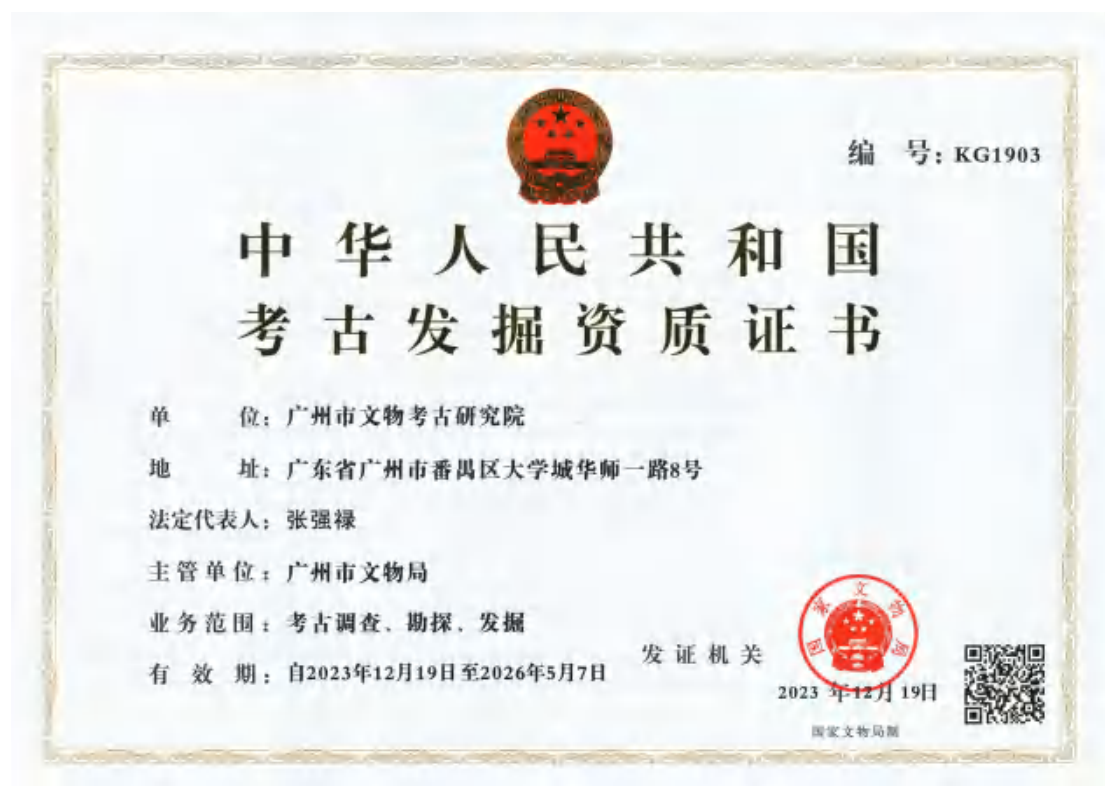 编 号：KG1903
中华人民共和国
考古发掘资质证书
单 位：广州市文物考古研究院
地 址：广东省广州市番禺区大学城华师一路8号
法定代表人：张强禄
主管单位：广州市文物局
业务范围：考古调查、勘探、发掘
有 效 期：自2023年12月19日至2026年5月7日
发证机关
国家文物局
2023 年12月 19日
国家文物局制